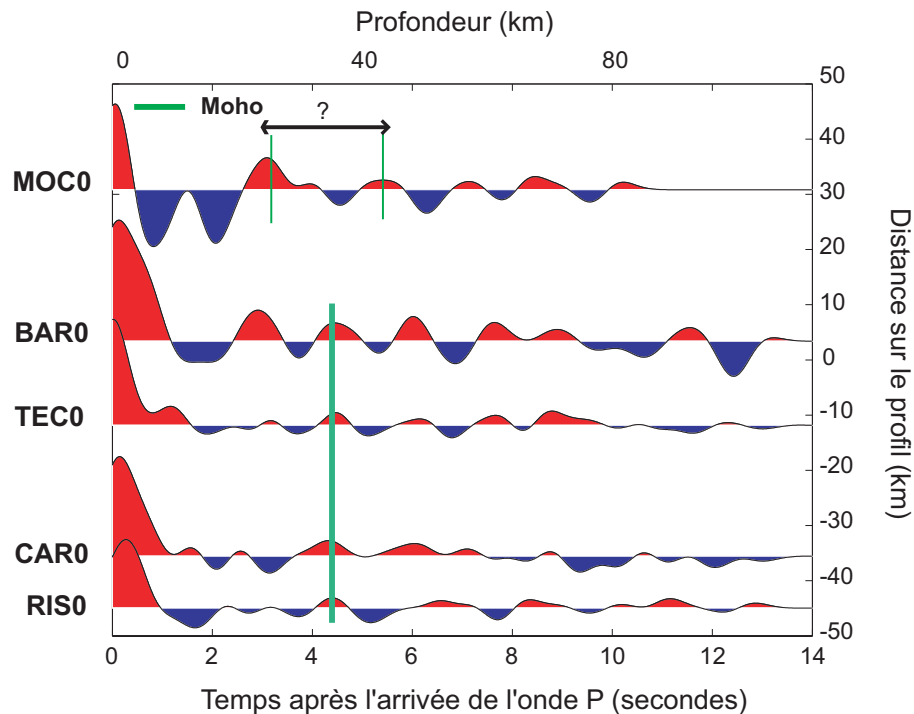 Profondeur (km)
0 40 80
Moho
?
MOC0
BAR0
TEC0
CAR0
RIS0
50
40
30
20
10
0
-10
-20
-30
-40
-50
Distance sur le profil (km)
0 2 4 6 8 10 12 14
Temps après l'arrivée de l'onde P (secondes)